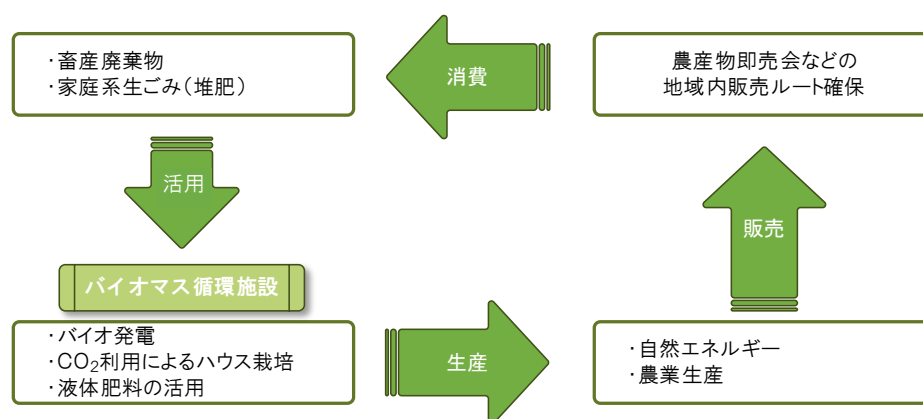 ・畜産廃棄物
・家庭系生ごみ（堆肥）
消費
農産物即売会などの
地域内販売ルート確保
活用
販売
バイオマス循環施設
・バイオ発電
・CO₂利用によるハウス栽培
・液体肥料の活用
生産
・自然エネルギー
・農業生産